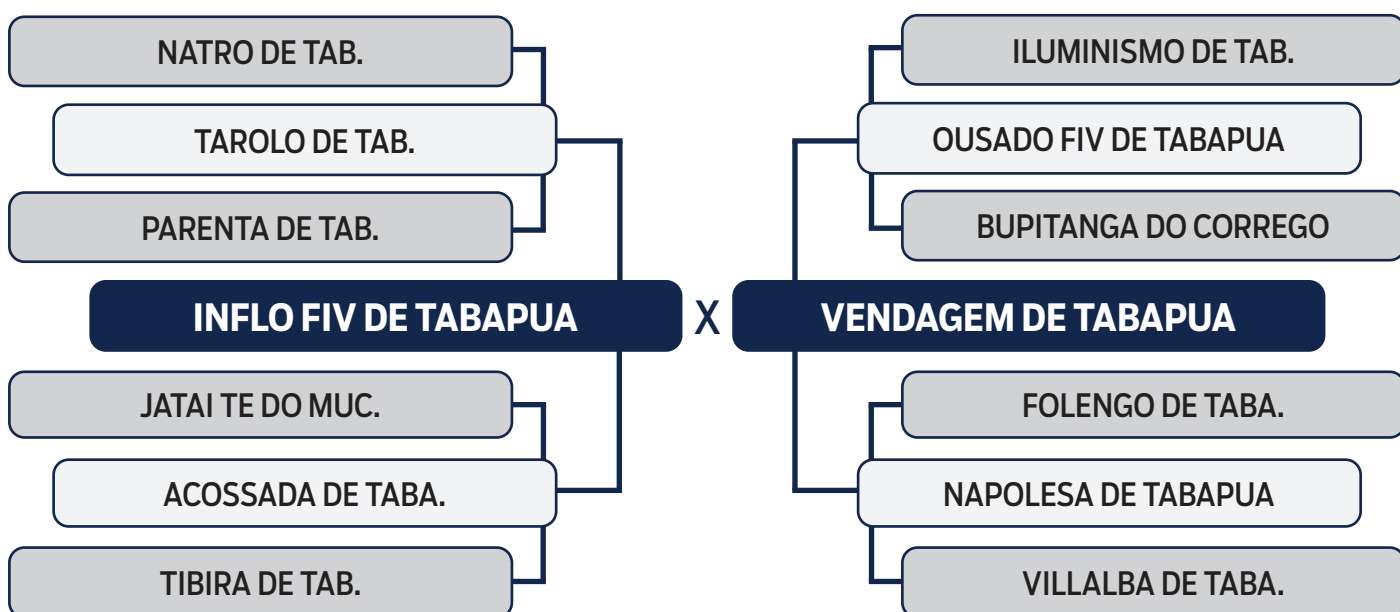 NATRO DE TAB.
TAROLO DE TAB.
PARENTA DE TAB.
INFLO FIV DE TABAPUA
JATAI TE DO MUC.
ACOSSADA DE TABA.
TIBIRA DE TAB.
X
ILUMINISMO DE TAB.
OUSADO FIV DE TABAPUA
BUPITANGA DO CORREGO
VENDAGEM DE TABAPUA
FOLENGO DE TABA.
NAPOLESA DE TABAPUA
VILLALBA DE TABA.